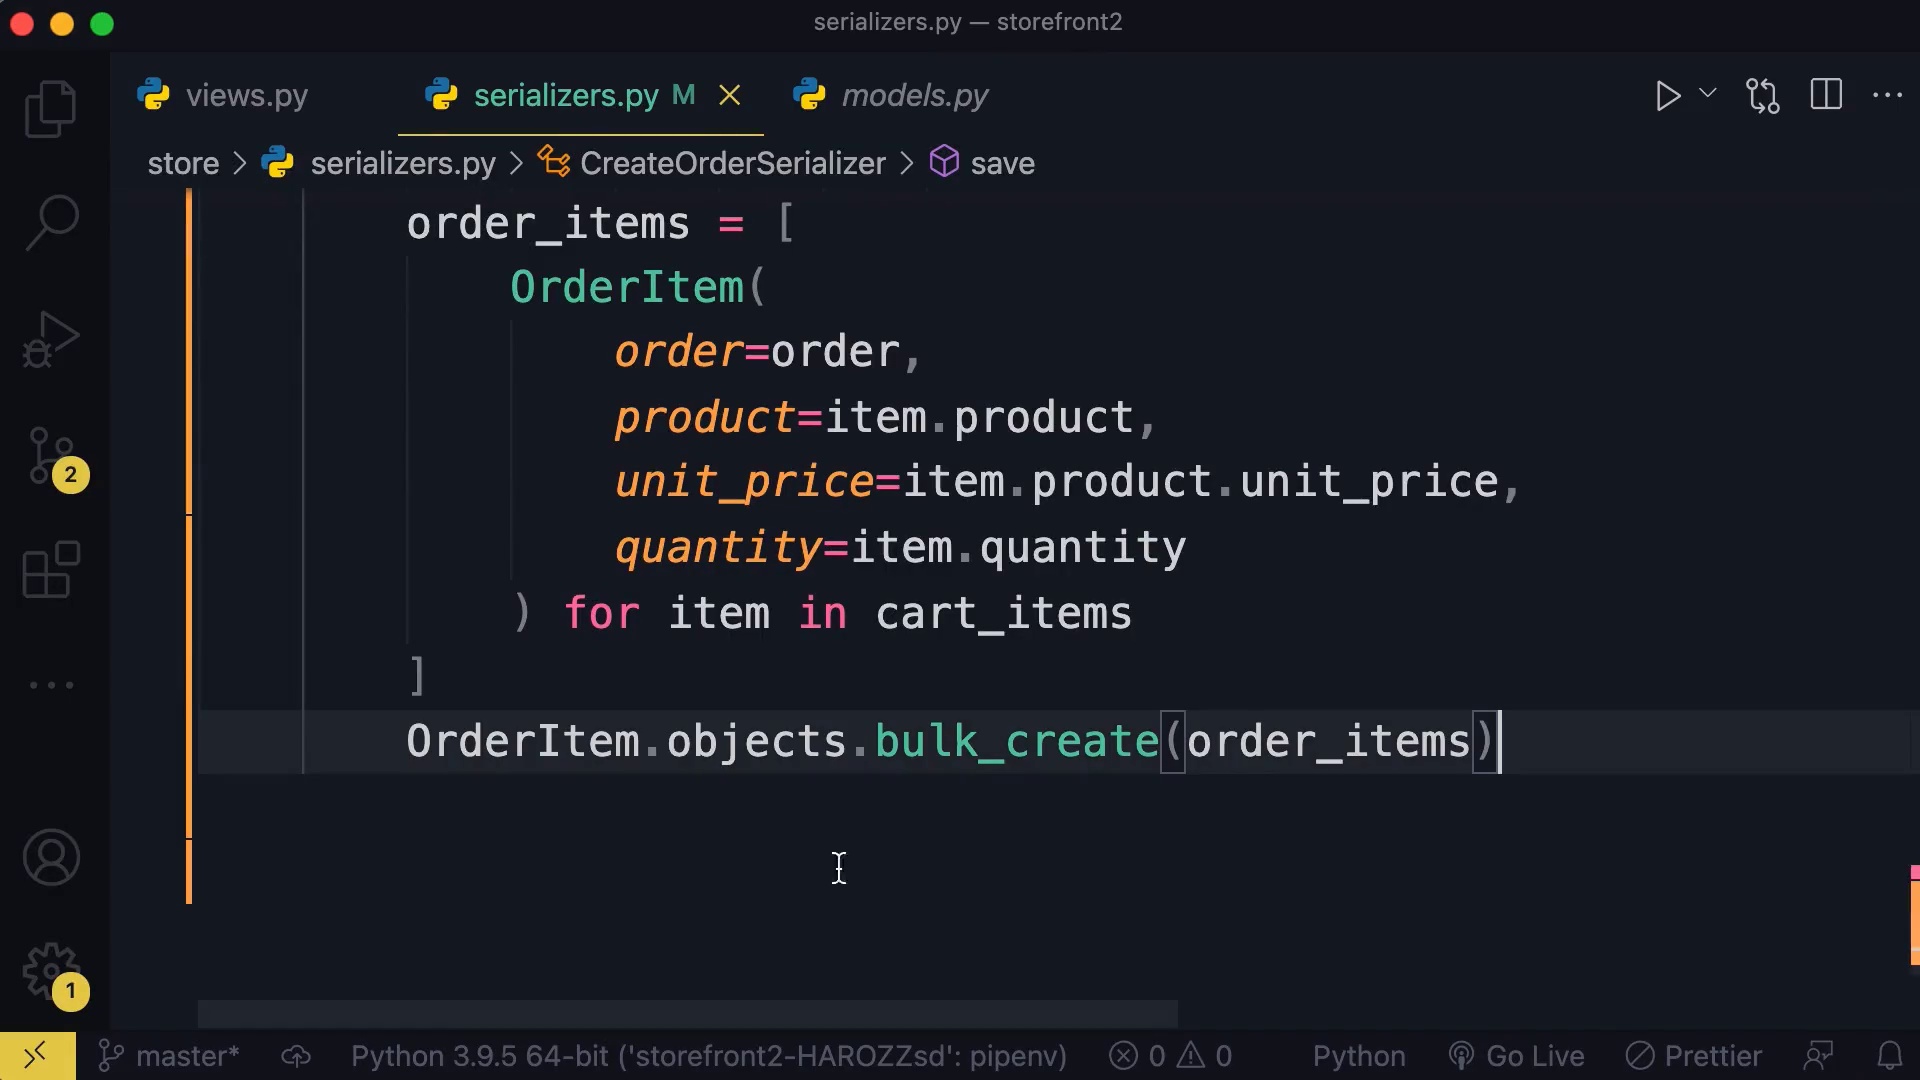 serializers.py — storefront2
views.py
serializers.py M
models.py
store > serializers.py > CreateOrderSerializer > save
order_items = [
OrderItem(
order=order,
product=item.product,
unit_price=item.product.unit_price,
quantity=item.quantity
) for item in cart_items
]
OrderItem.objects.bulk_create(order_items)
2
1
master* Python 3.9.5 64-bit ('storefront2-HAROZZsd': pipenv) 0 0 Python Go Live Prettier